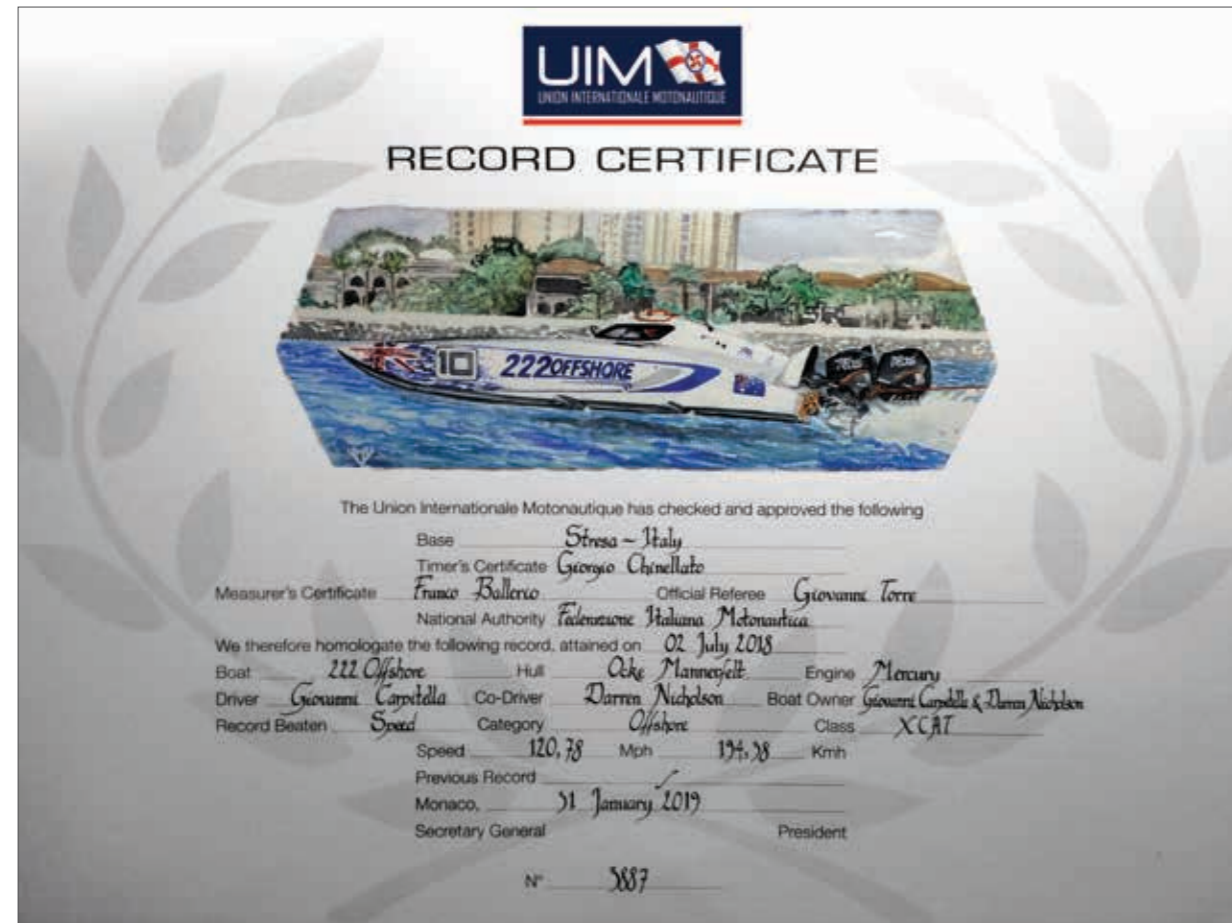 UIM
UNION INTERNATIONALE MOTONAUTIQUE
RECORD CERTIFICATE
10 222OFFSHORE
The Union Internationale Motonautique has checked and approved the following
Base Stresa ~ Italy
Timer's Certificate Giorgio Chinellato
Measurer's Certificate Franco Ballerio Official Referee Giovanni Torre
National Authority Federazione Italiana Motonautica
We therefore homologate the following record, attained on 02 July 2018
Boat 222 Offshore Hull Ocke Mannerfelt Engine Mercury
Driver Giovanni Carpitella Co-Driver Darren Nicholson Boat Owner Giovanni Carpitella & Darren Nicholson
Record Beaten Speed Category Offshore Class XCAT
Speed 120,78 Mph 194,38 Kmh
Previous Record /
Monaco, 31 January 2019
Secretary General President
N° 3887